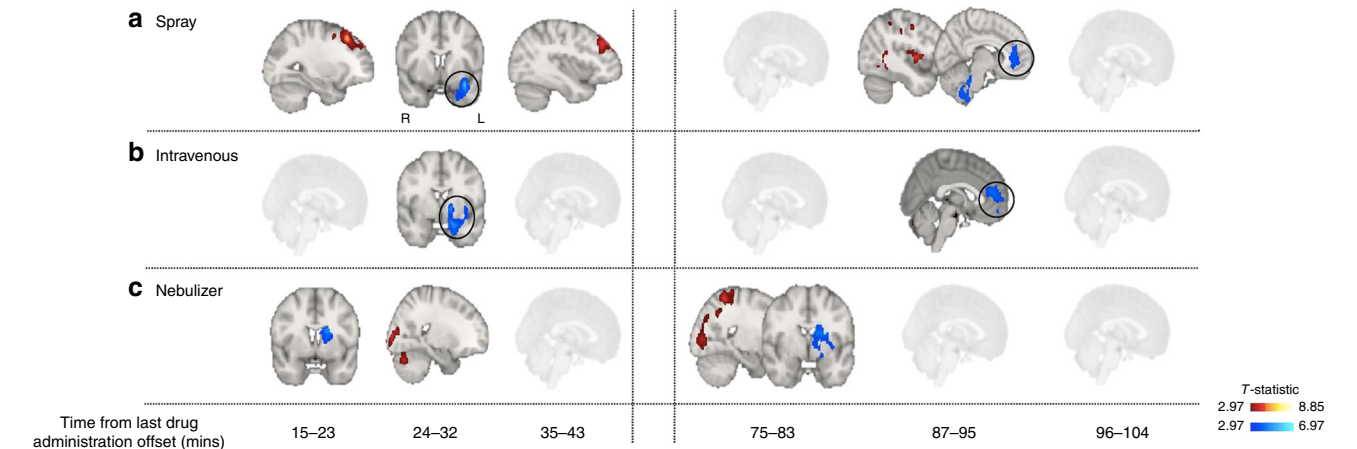 a Spray
R L
b Intravenous
c Nebulizer
T-statistic
2.97 8.85
2.97 6.97
Time from last drug
administration offset (mins)
15–23 24–32 35–43 75–83 87–95 96–104